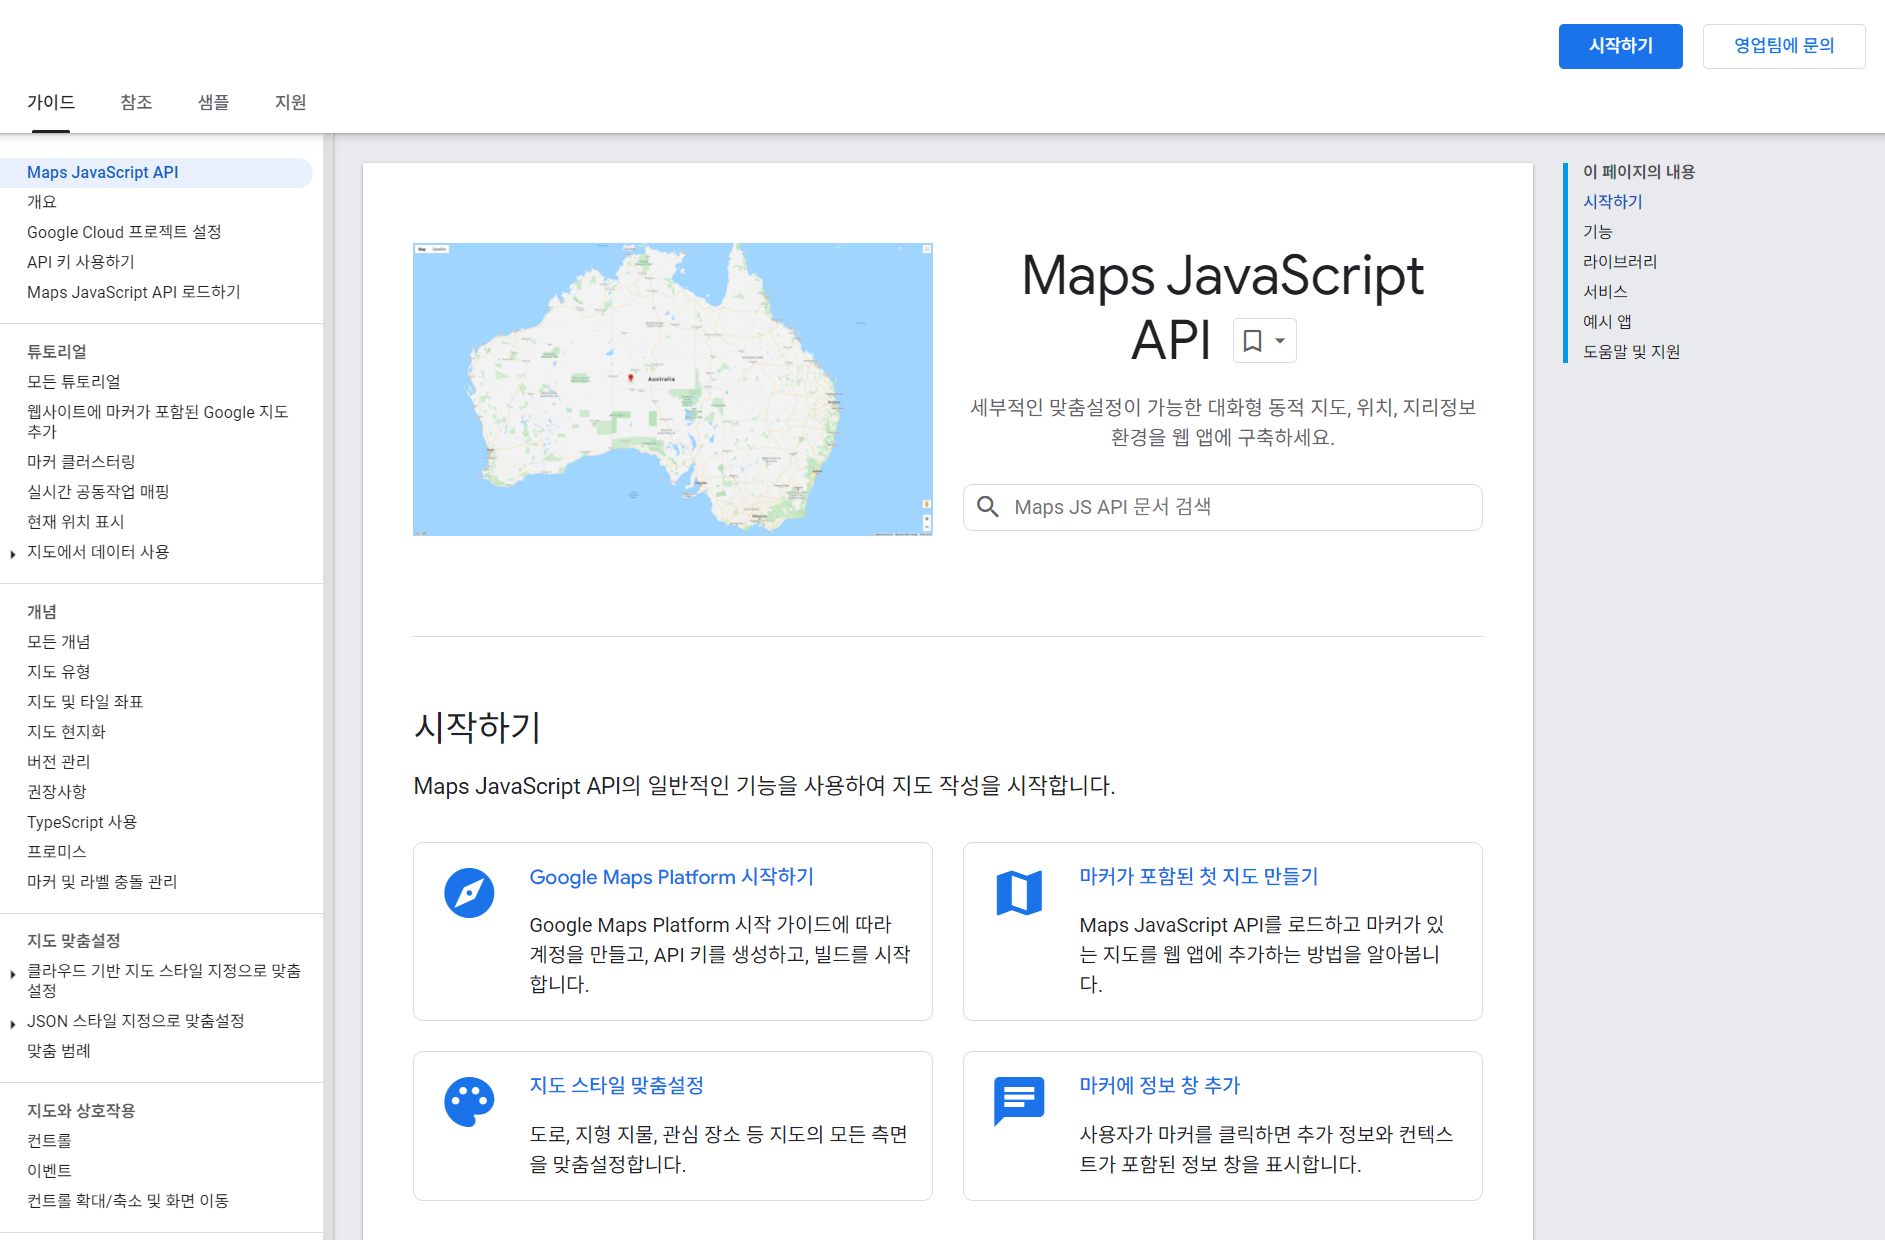 시작하기
영업팀에 문의
가이드
참조
샘플
지원
Maps JavaScript API
개요
Google Cloud 프로젝트 설정
API 키 사용하기
Maps JavaScript API 로드하기
튜토리얼
모든 튜토리얼
웹사이트에 마커가 포함된 Google 지도
추가
마커 클러스터링
실시간 공동작업 매핑
현재 위치 표시
지도에서 데이터 사용
개념
모든 개념
지도 유형
지도 및 타일 좌표
지도 현지화
버전 관리
권장사항
TypeScript 사용
프로미스
마커 및 라벨 충돌 관리
지도 맞춤설정
클라우드 기반 지도 스타일 지정으로 맞춤
설정
JSON 스타일 지정으로 맞춤설정
맞춤 범례
지도와 상호작용
컨트롤
이벤트
컨트롤 확대/축소 및 화면 이동
Australia
Maps JavaScript
API
세부적인 맞춤설정이 가능한 대화형 동적 지도, 위치, 지리정보
환경을 웹 앱에 구축하세요.
Maps JS API 문서 검색
시작하기
Maps JavaScript API의 일반적인 기능을 사용하여 지도 작성을 시작합니다.
Google Maps Platform 시작하기
Google Maps Platform 시작 가이드에 따라
계정을 만들고, API 키를 생성하고, 빌드를 시작
합니다.
마커가 포함된 첫 지도 만들기
Maps JavaScript API를 로드하고 마커가 있
는 지도를 웹 앱에 추가하는 방법을 알아봅니
다.
지도 스타일 맞춤설정
도로, 지형 지물, 관심 장소 등 지도의 모든 측면
을 맞춤설정합니다.
마커에 정보 창 추가
사용자가 마커를 클릭하면 추가 정보와 컨텍스
트가 포함된 정보 창을 표시합니다.
이 페이지의 내용
시작하기
기능
라이브러리
서비스
예시 앱
도움말 및 지원